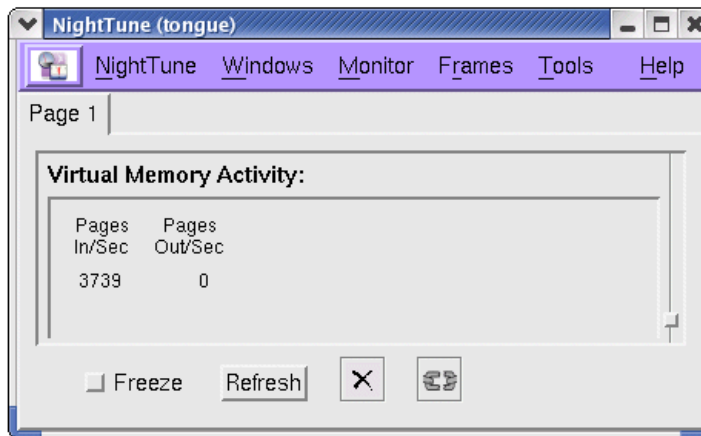 NightTune (tongue)
NightTune Windows Monitor Frames Tools Help
Page 1
Virtual Memory Activity:
Pages Pages
In/Sec Out/Sec
3739 0
Freeze Refresh